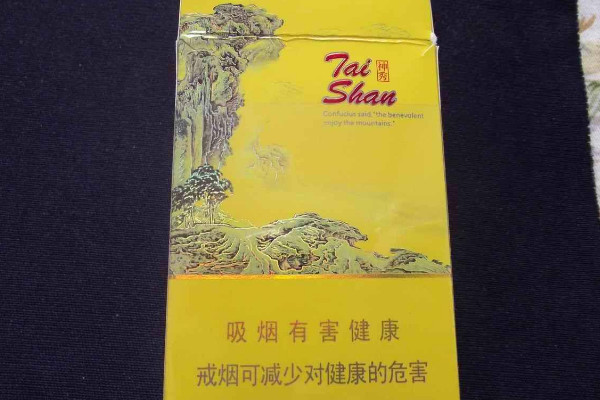 Tai
神秀
Shan
Confucius said,"the benevolent
enjoy the mountains."
吸烟有害健康
戒烟可减少对健康的危害